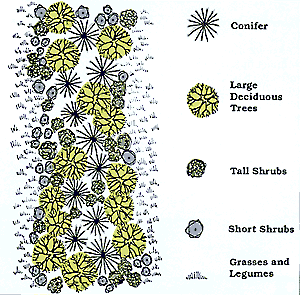 Conifer
Large
Deciduous
Trees
Tall Shrubs
Short Shrubs
Grasses and
Legumes